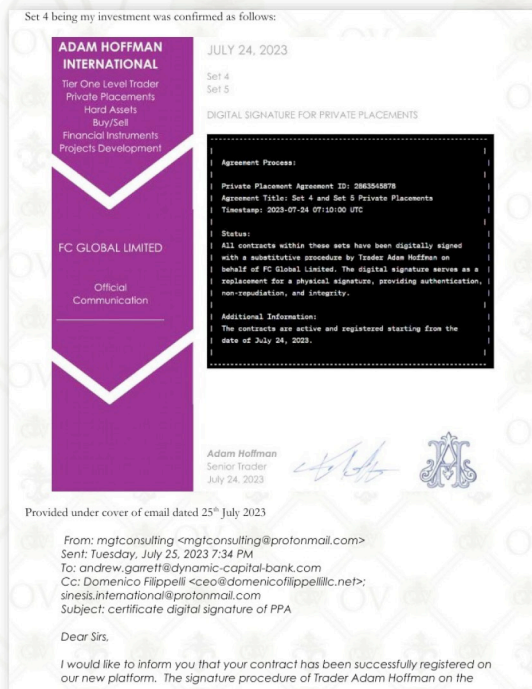 Set 4 being my investment was confirmed as follows:
ADAM HOFFMAN
INTERNATIONAL
Tier One Level Trader
Private Placements
Hard Assets
Buy/Sell
Financial Instruments
Projects Development
FC GLOBAL LIMITED
Official
Communication
JULY 24, 2023
Set 4
Set 5
DIGITAL SIGNATURE FOR PRIVATE PLACEMENTS
Agreement Process:
Private Placement Agreement ID: 2863545878
Agreement Title: Set 4 and Set 5 Private Placements
Timestamp: 2023-07-24 07:10:00 UTC
Status:
All contracts within these sets have been digitally signed
with a substitutive procedure by Trader Adam Hoffman on
behalf of FC Global Limited. The digital signature serves as a
replacement for a physical signature, providing authentication,
non-repudiation, and integrity.
Additional Information:
The contracts are active and registered starting from the
date of July 24, 2023.
Adam Hoffman
Senior Trader
July 24, 2023
Provided under cover of email dated 25th July 2023
From: mgtconsulting <mgtconsulting@protonmail.com>
Sent: Tuesday, July 25, 2023 7:34 PM
To: andrew.garrett@dynamic-capital-bank.com
Cc: Domenico Filippelli <ceo@domenicofilippellillc.net>;
sinesis.international@protonmail.com
Subject: certificate digital signature of PPA
Dear Sirs,
I would like to inform you that your contract has been successfully registered on
our new platform. The signature procedure of Trader Adam Hoffman on the